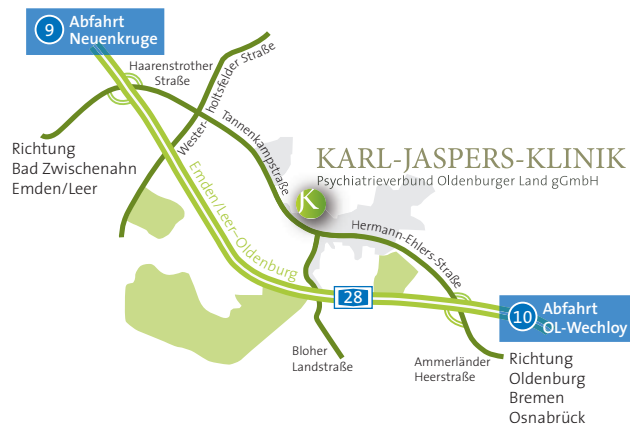 9 Abfahrt
Neuenkruge
Haarenstrother
Straße
Wester-
holtsfelder Straße
Tannenkampstraße
Richtung
Bad Zwischenahn
Emden/Leer
KARL-JASPERS-KLINIK
Psychiatrieverbund Oldenburger Land gGmbH
K
Hermann-Ehlers-Straße
Emden/Leer–Oldenburg
28
10 Abfahrt
OL-Wechloy
Bloher
Landstraße
Ammerländer
Heerstraße
Richtung
Oldenburg
Bremen
Osnabrück